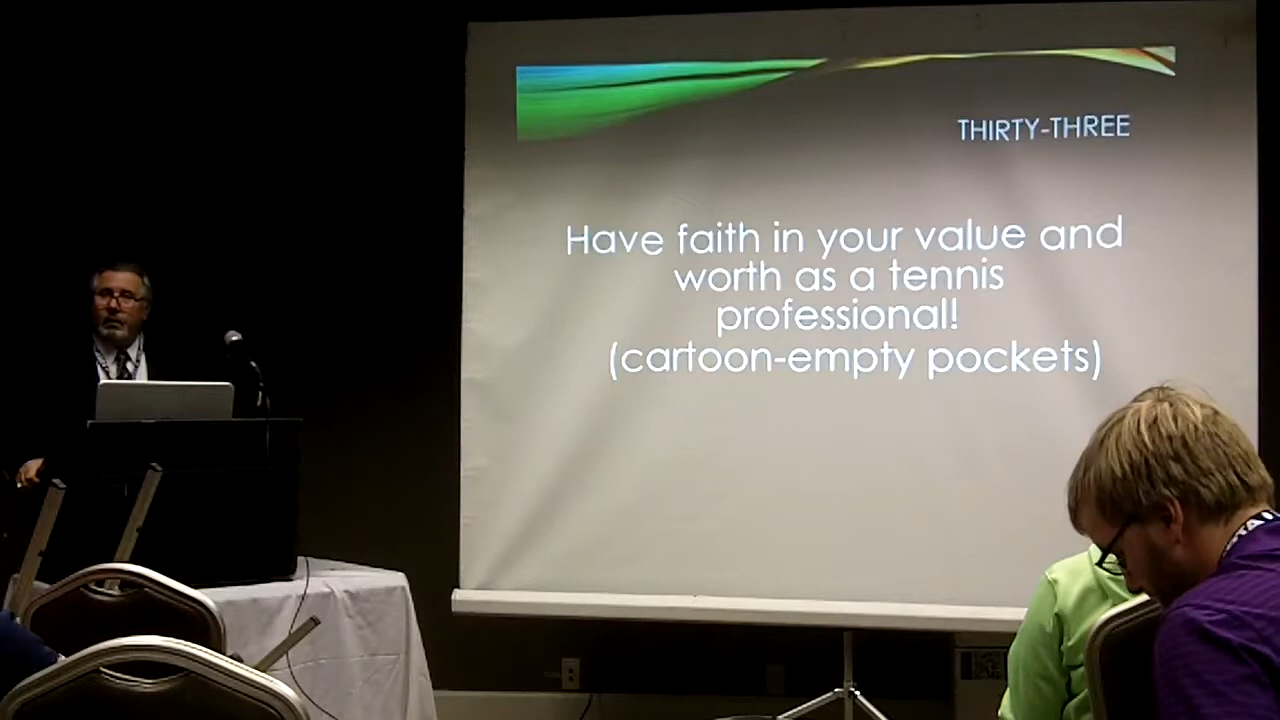 THIRTY-THREE
Have faith in your value and
worth as a tennis
professional!
(cartoon-empty pockets)